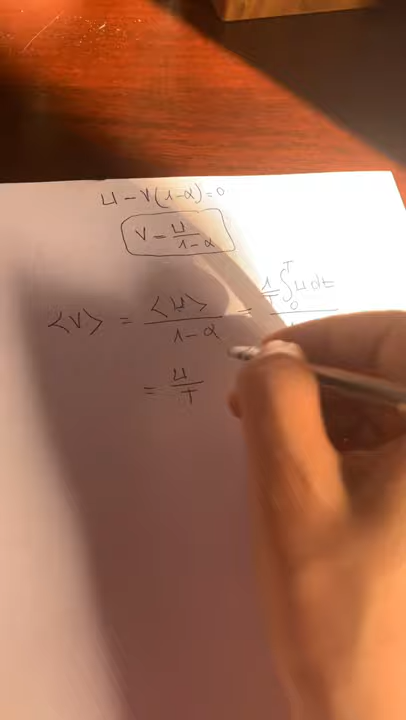 U - V(1-α)=0
V = U/(1-α)
<V> = <U>/(1-α) = 1/T ∫₀ᵀ U dt
= U/T